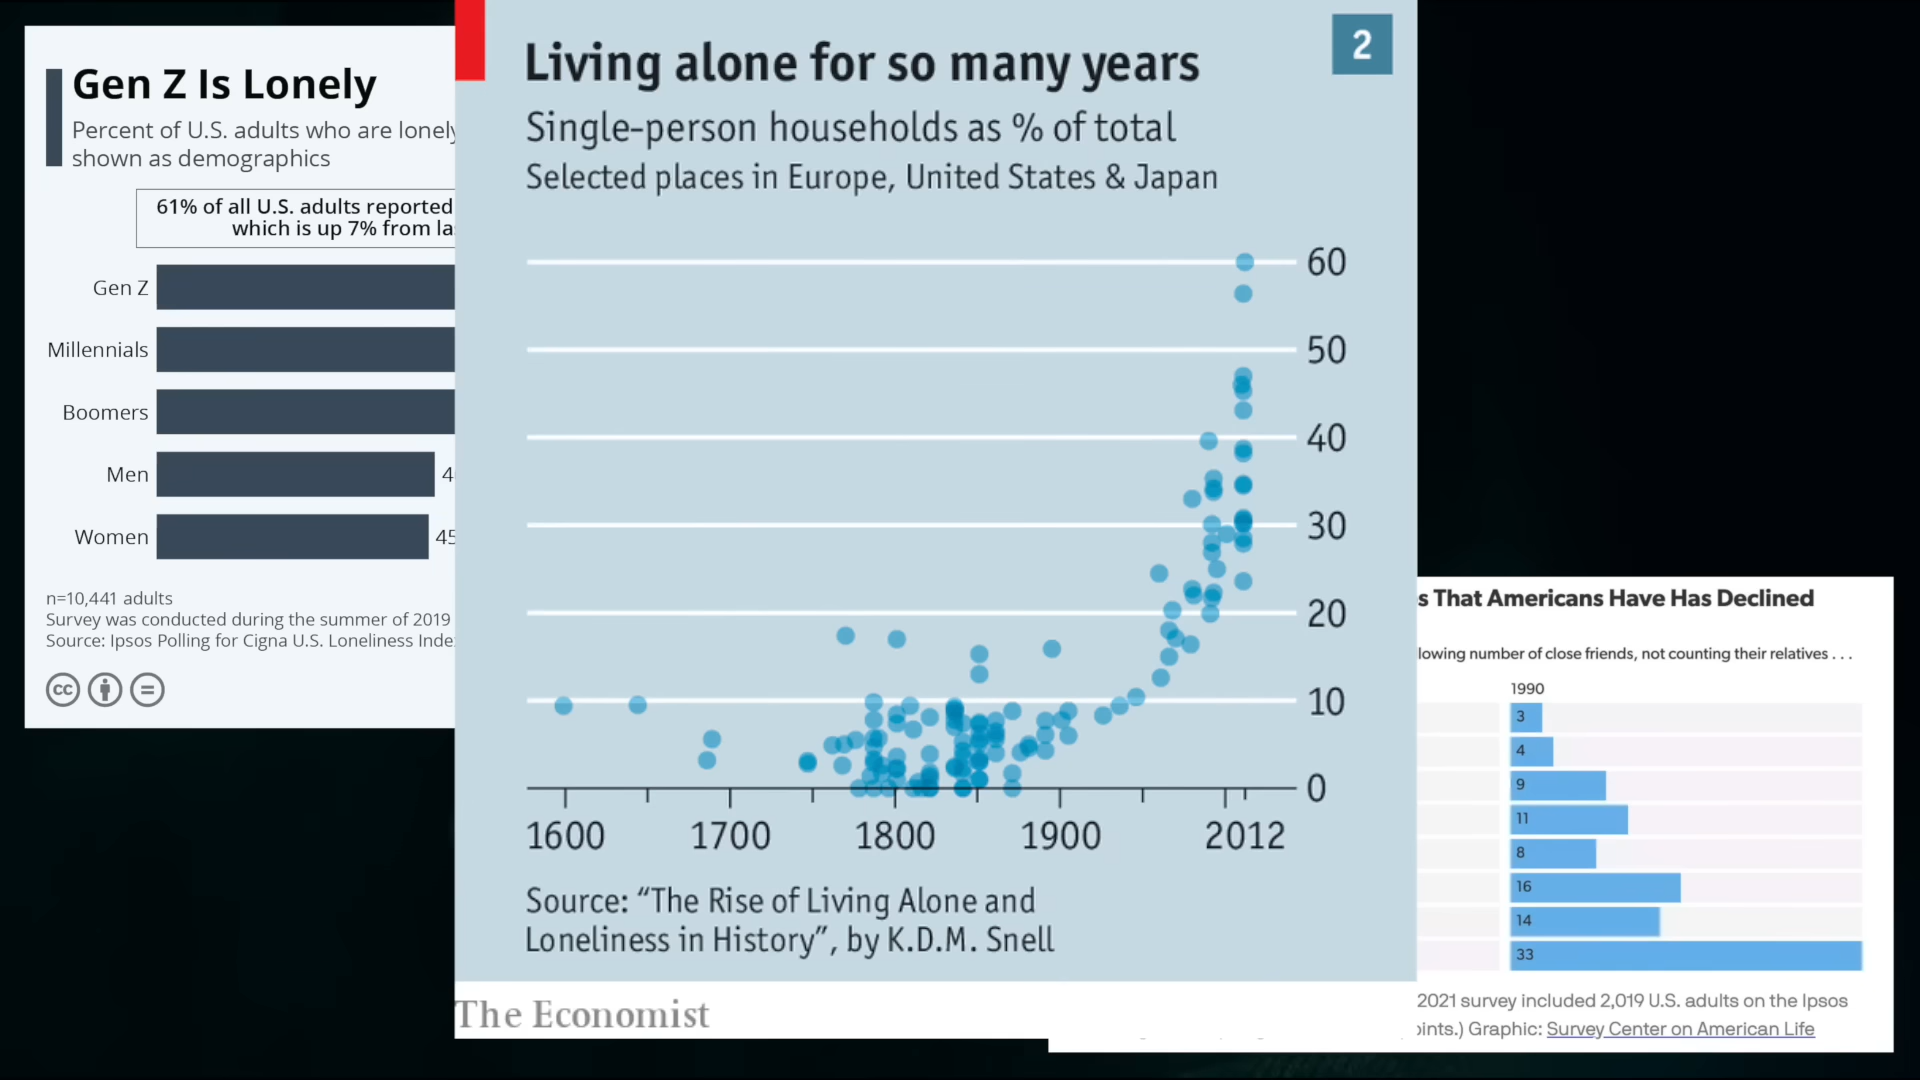 Gen Z Is Lonely
Percent of U.S. adults who are lonely
shown as demographics
61% of all U.S. adults reported
which is up 7% from
Gen Z
Millennials
Boomers
Men
Women
45
n=10,441 adults
Survey was conducted during the summer of 2019
Source: Ipsos Polling for Cigna U.S. Loneliness
cc
2
Living alone for so many years
Single-person households as % of total
Selected places in Europe, United States & Japan
60
50
40
30
20
10
0
1600 1700 1800 1900 2012
Source: “The Rise of Living Alone and
Loneliness in History”, by K.D.M. Snell
The Economist
s That Americans Have Has Declined
lowing number of close friends, not counting their relatives . . .
1990
3
4
9
11
8
16
14
33
2021 survey included 2,019 U.S. adults on the Ipsos
oints.) Graphic: Survey Center on American Life